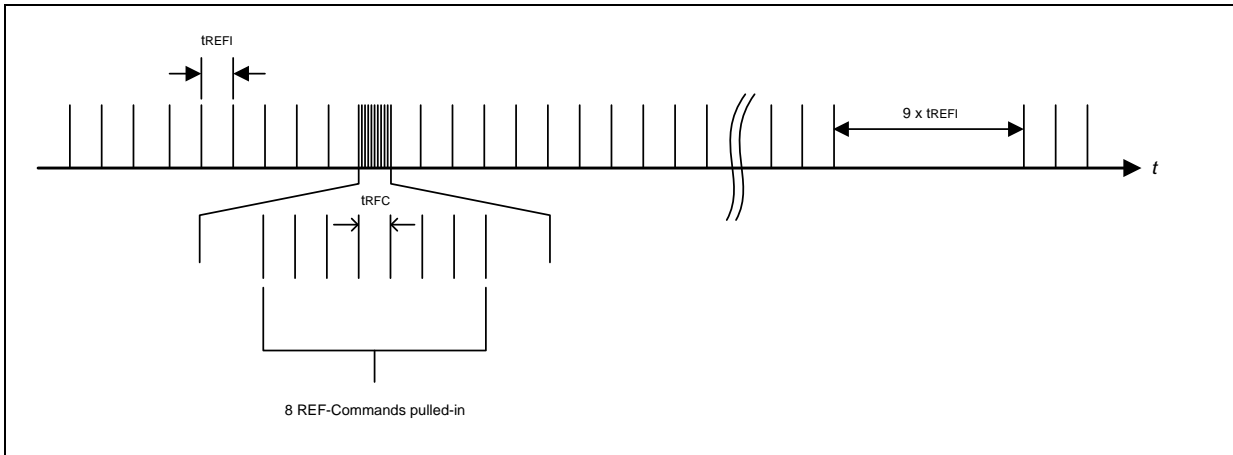 tREFI
9 x tREFI
t
tRFC
8 REF-Commands pulled-in